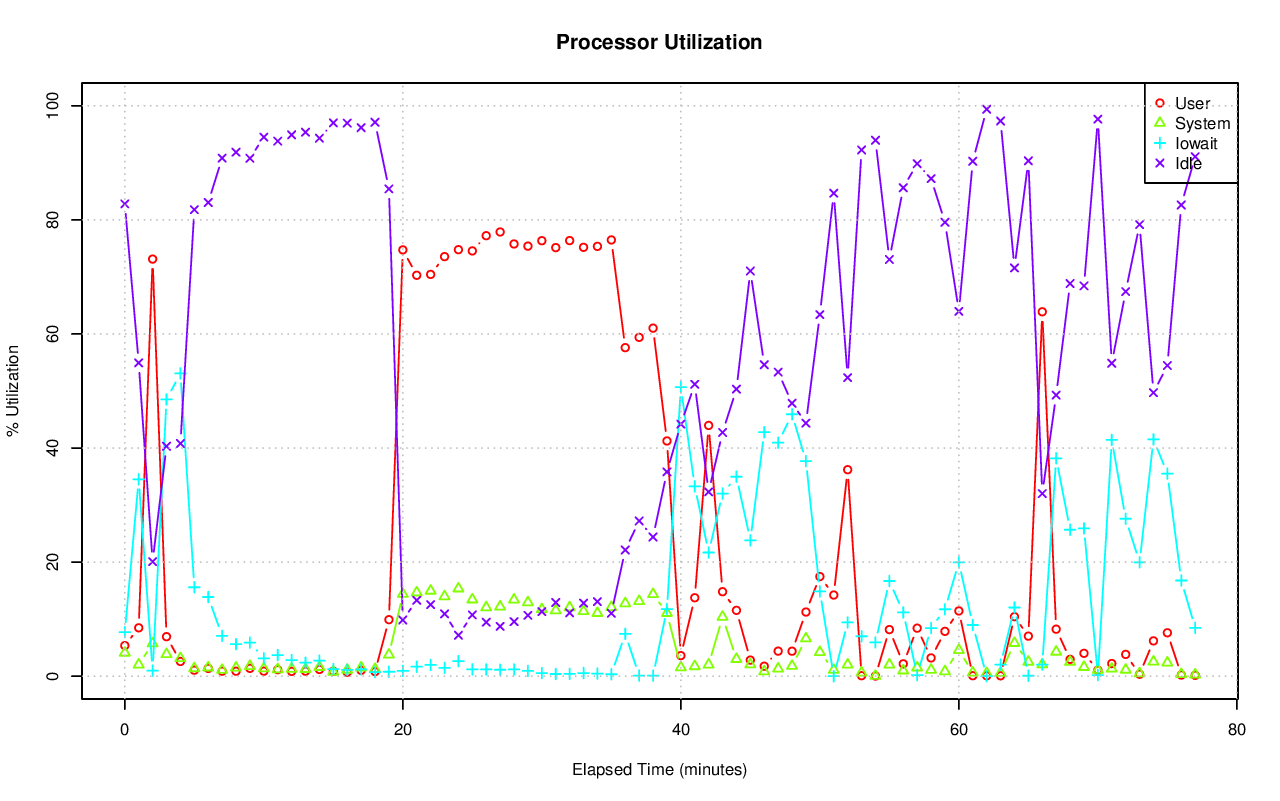 Processor Utilization
% Utilization
100
80
60
40
20
0
User
System
Iowait
Idle
0 20 40 60 80
Elapsed Time (minutes)